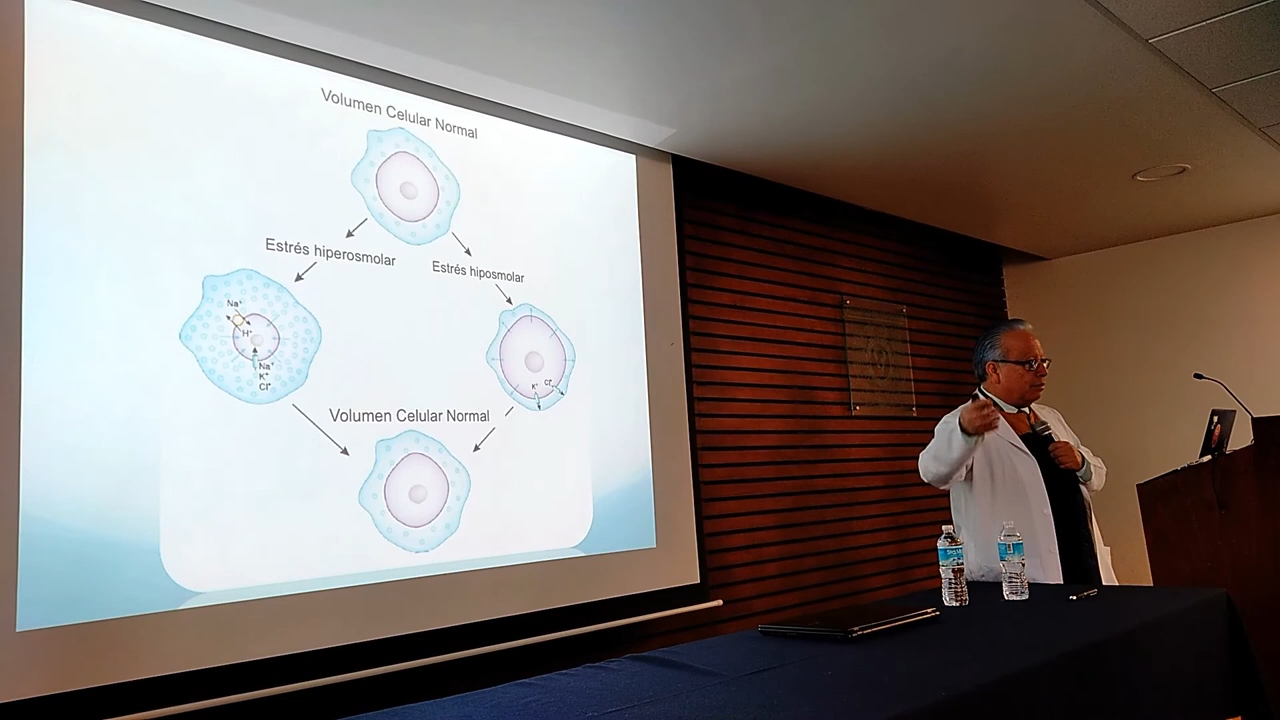 Volumen Celular Normal
Estrés hiperosmolar
Estrés hiposmolar
Na⁺
H⁺
Na⁺
K⁺
Cl⁻
K⁺ Cl⁻
Volumen Celular Normal